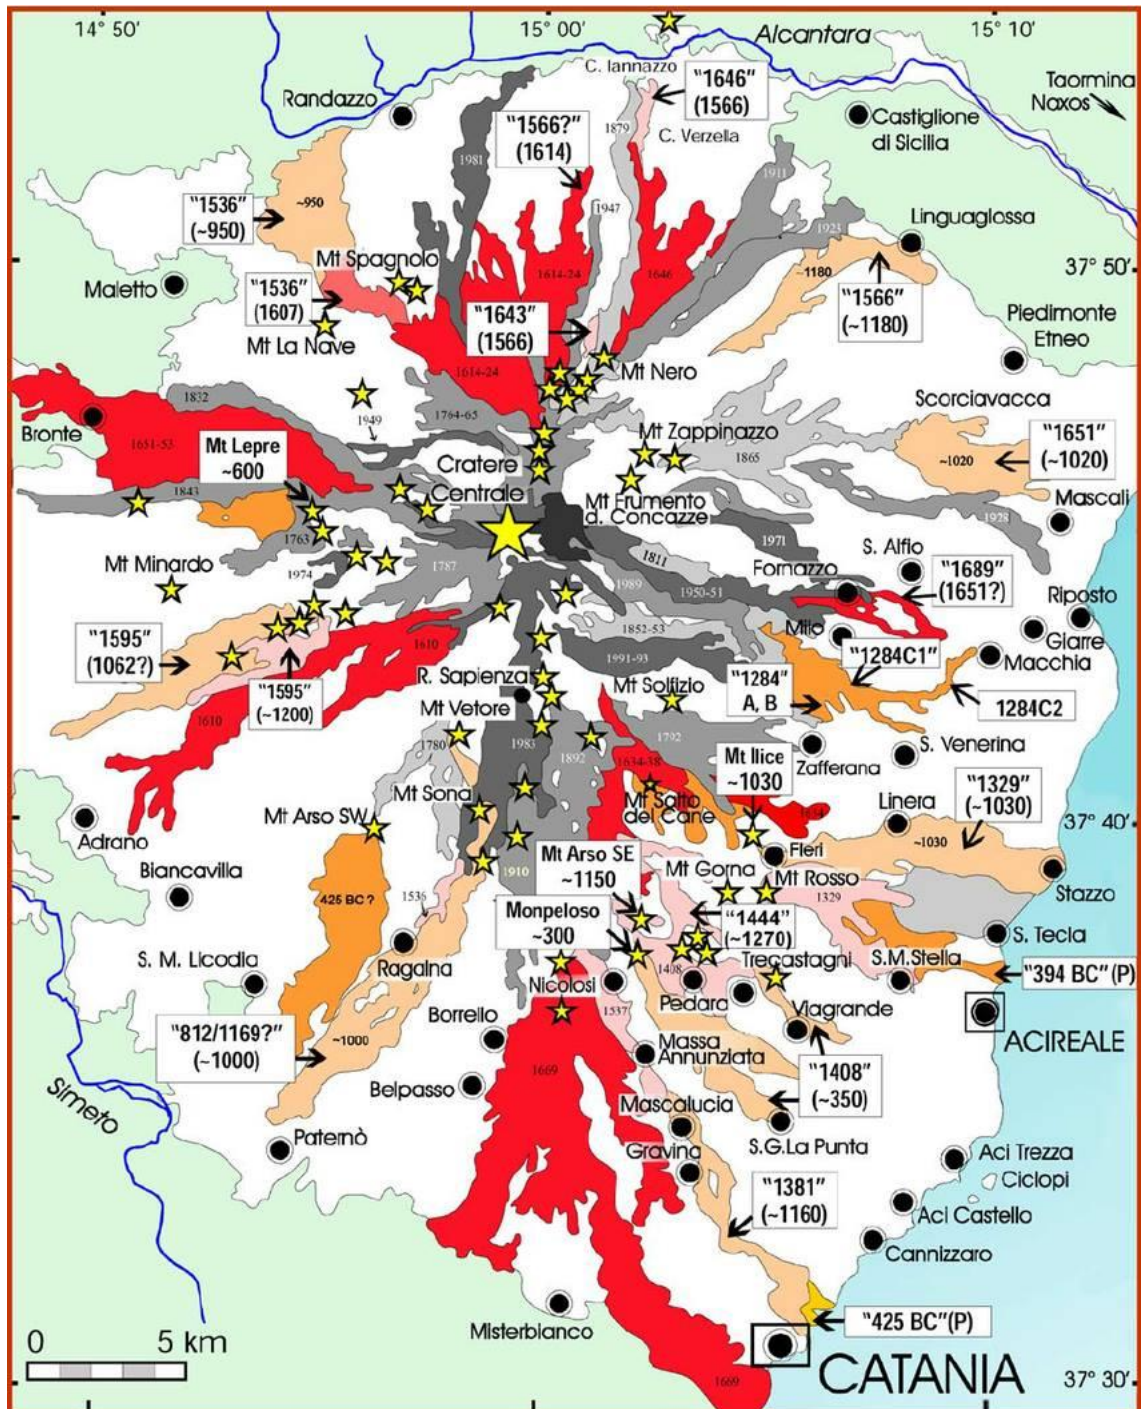 14° 50'
15° 00'
15° 10'
Alcantara
Taormina
Naxos
C. Iannazzo
"1646"
(1566)
Randazzo
"1566?"
(1614)
1879
C. Verzella
Castiglione
di Sicilia
1981
1911
"1536"
(~950)
~950
1947
1923
Linguaglossa
Mt Spagnolo
1614-24
1646
~1180
37° 50'
Maletto
"1536"
(1607)
"1643"
(1566)
"1566"
(~1180)
Piedimonte
Etneo
Mt La Nave
1614-24
Mt Nero
1832
1764-65
Scorciavacca
Bronte
1949
Mt Zappinazzo
1651-53
Mt Lepre
~600
Cratere
Centrale
1865
~1020
"1651"
(~1020)
1843
Mt Frumento
d. Concazze
Mascali
1928
1763
1971
S. Alfio
Mt Minardo
1974
1787
1811
Fornazzo
"1689"
(1651?)
1989
1950-51
Riposto
"1595"
(1062?)
1610
1852-53
Milo
"1284C1"
Giarre
Macchia
1991-93
"1595"
(~1200)
R. Sapienza
Mt Solfizio
"1284"
A, B
1284C2
1610
Mt Vetore
1780
1983
1892
1792
Mt Ilice
~1030
Zafferana
S. Venerina
1634-38
Mt Sona
Mt Salto
del Cane
Linera
"1329"
(~1030)
Adrano
Mt Arso SW
1634
37° 40'
Mt Arso SE
~1150
Fleri
~1030
Biancavilla
1910
Mt Gorna
Mt Rosso
Stazzo
425 BC ?
1536
Monpeloso
~300
"1444"
(~1270)
1329
S. Tecla
S. M. Licodia
Ragalna
1408
Trecastagni
S.M.Stella
"394 BC"(P)
Nicolosi
Pedara
Viagrande
ACIREALE
"812/1169?"
(~1000)
~1000
Borrello
1537
Massa
Annunziata
Simeto
Belpasso
1669
"1408"
(~350)
Mascalucia
Paternò
Gravina
S.G.La Punta
Aci Trezza
Ciclopi
"1381"
(~1160)
Aci Castello
Cannizzaro
0
5 km
Misterbianco
"425 BC"(P)
CATANIA
1669
37° 30'